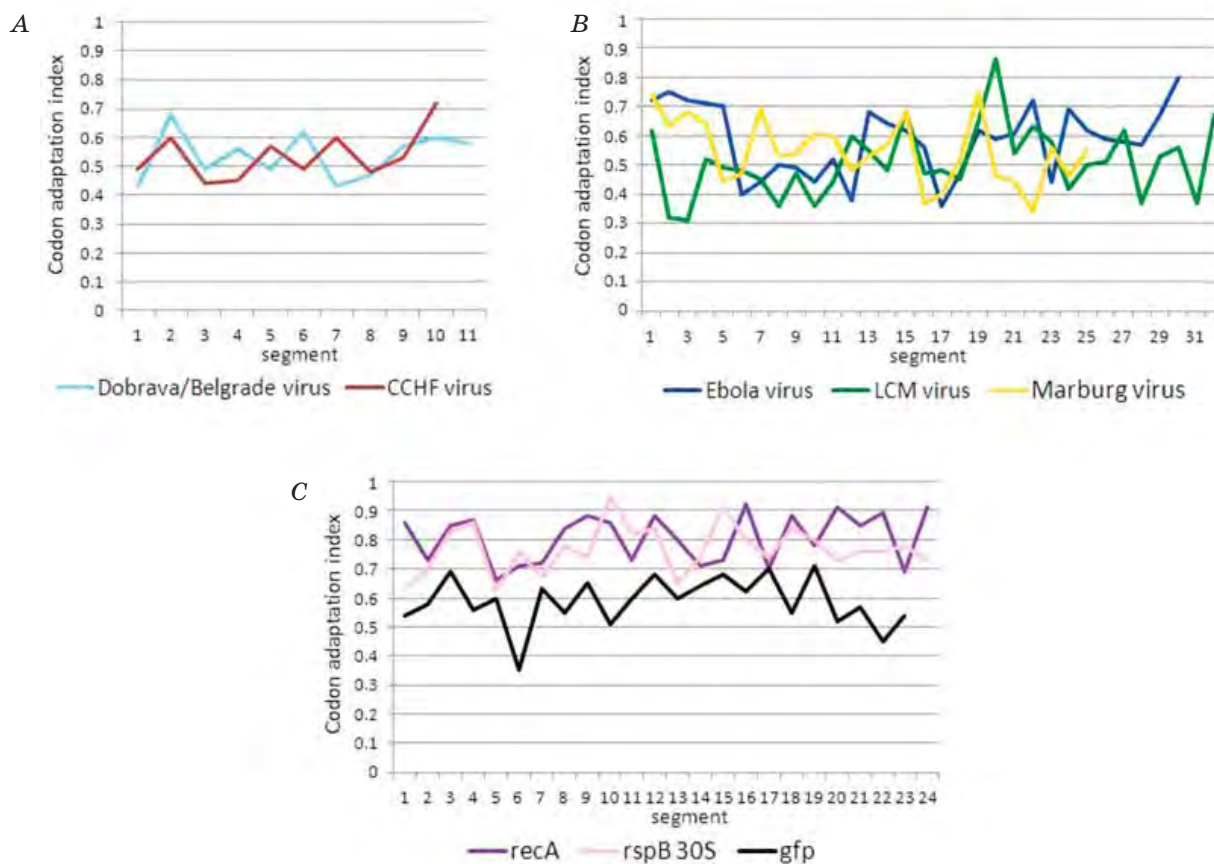 A
Codon adaptation index
1
0.9
0.8
0.7
0.6
0.5
0.4
0.3
0.2
0.1
0
1 2 3 4 5 6 7 8 9 10 11
segment
Dobrava/Belgrade virus CCHF virus
B
Codon adaptation index
1
0.9
0.8
0.7
0.6
0.5
0.4
0.3
0.2
0.1
0
1 3 5 7 9 11 13 15 17 19 21 23 25 27 29 31
segment
Ebola virus LCM virus Marburg virus
C
Codon adaptation index
1
0,9
0.8
0.7
0.6
0.5
0.4
0.3
0.2
0.1
0
1 2 3 4 5 6 7 8 9 10 11 12 13 14 15 16 17 18 19 20 21 22 23 24
segment
recA rspB 30S gfp